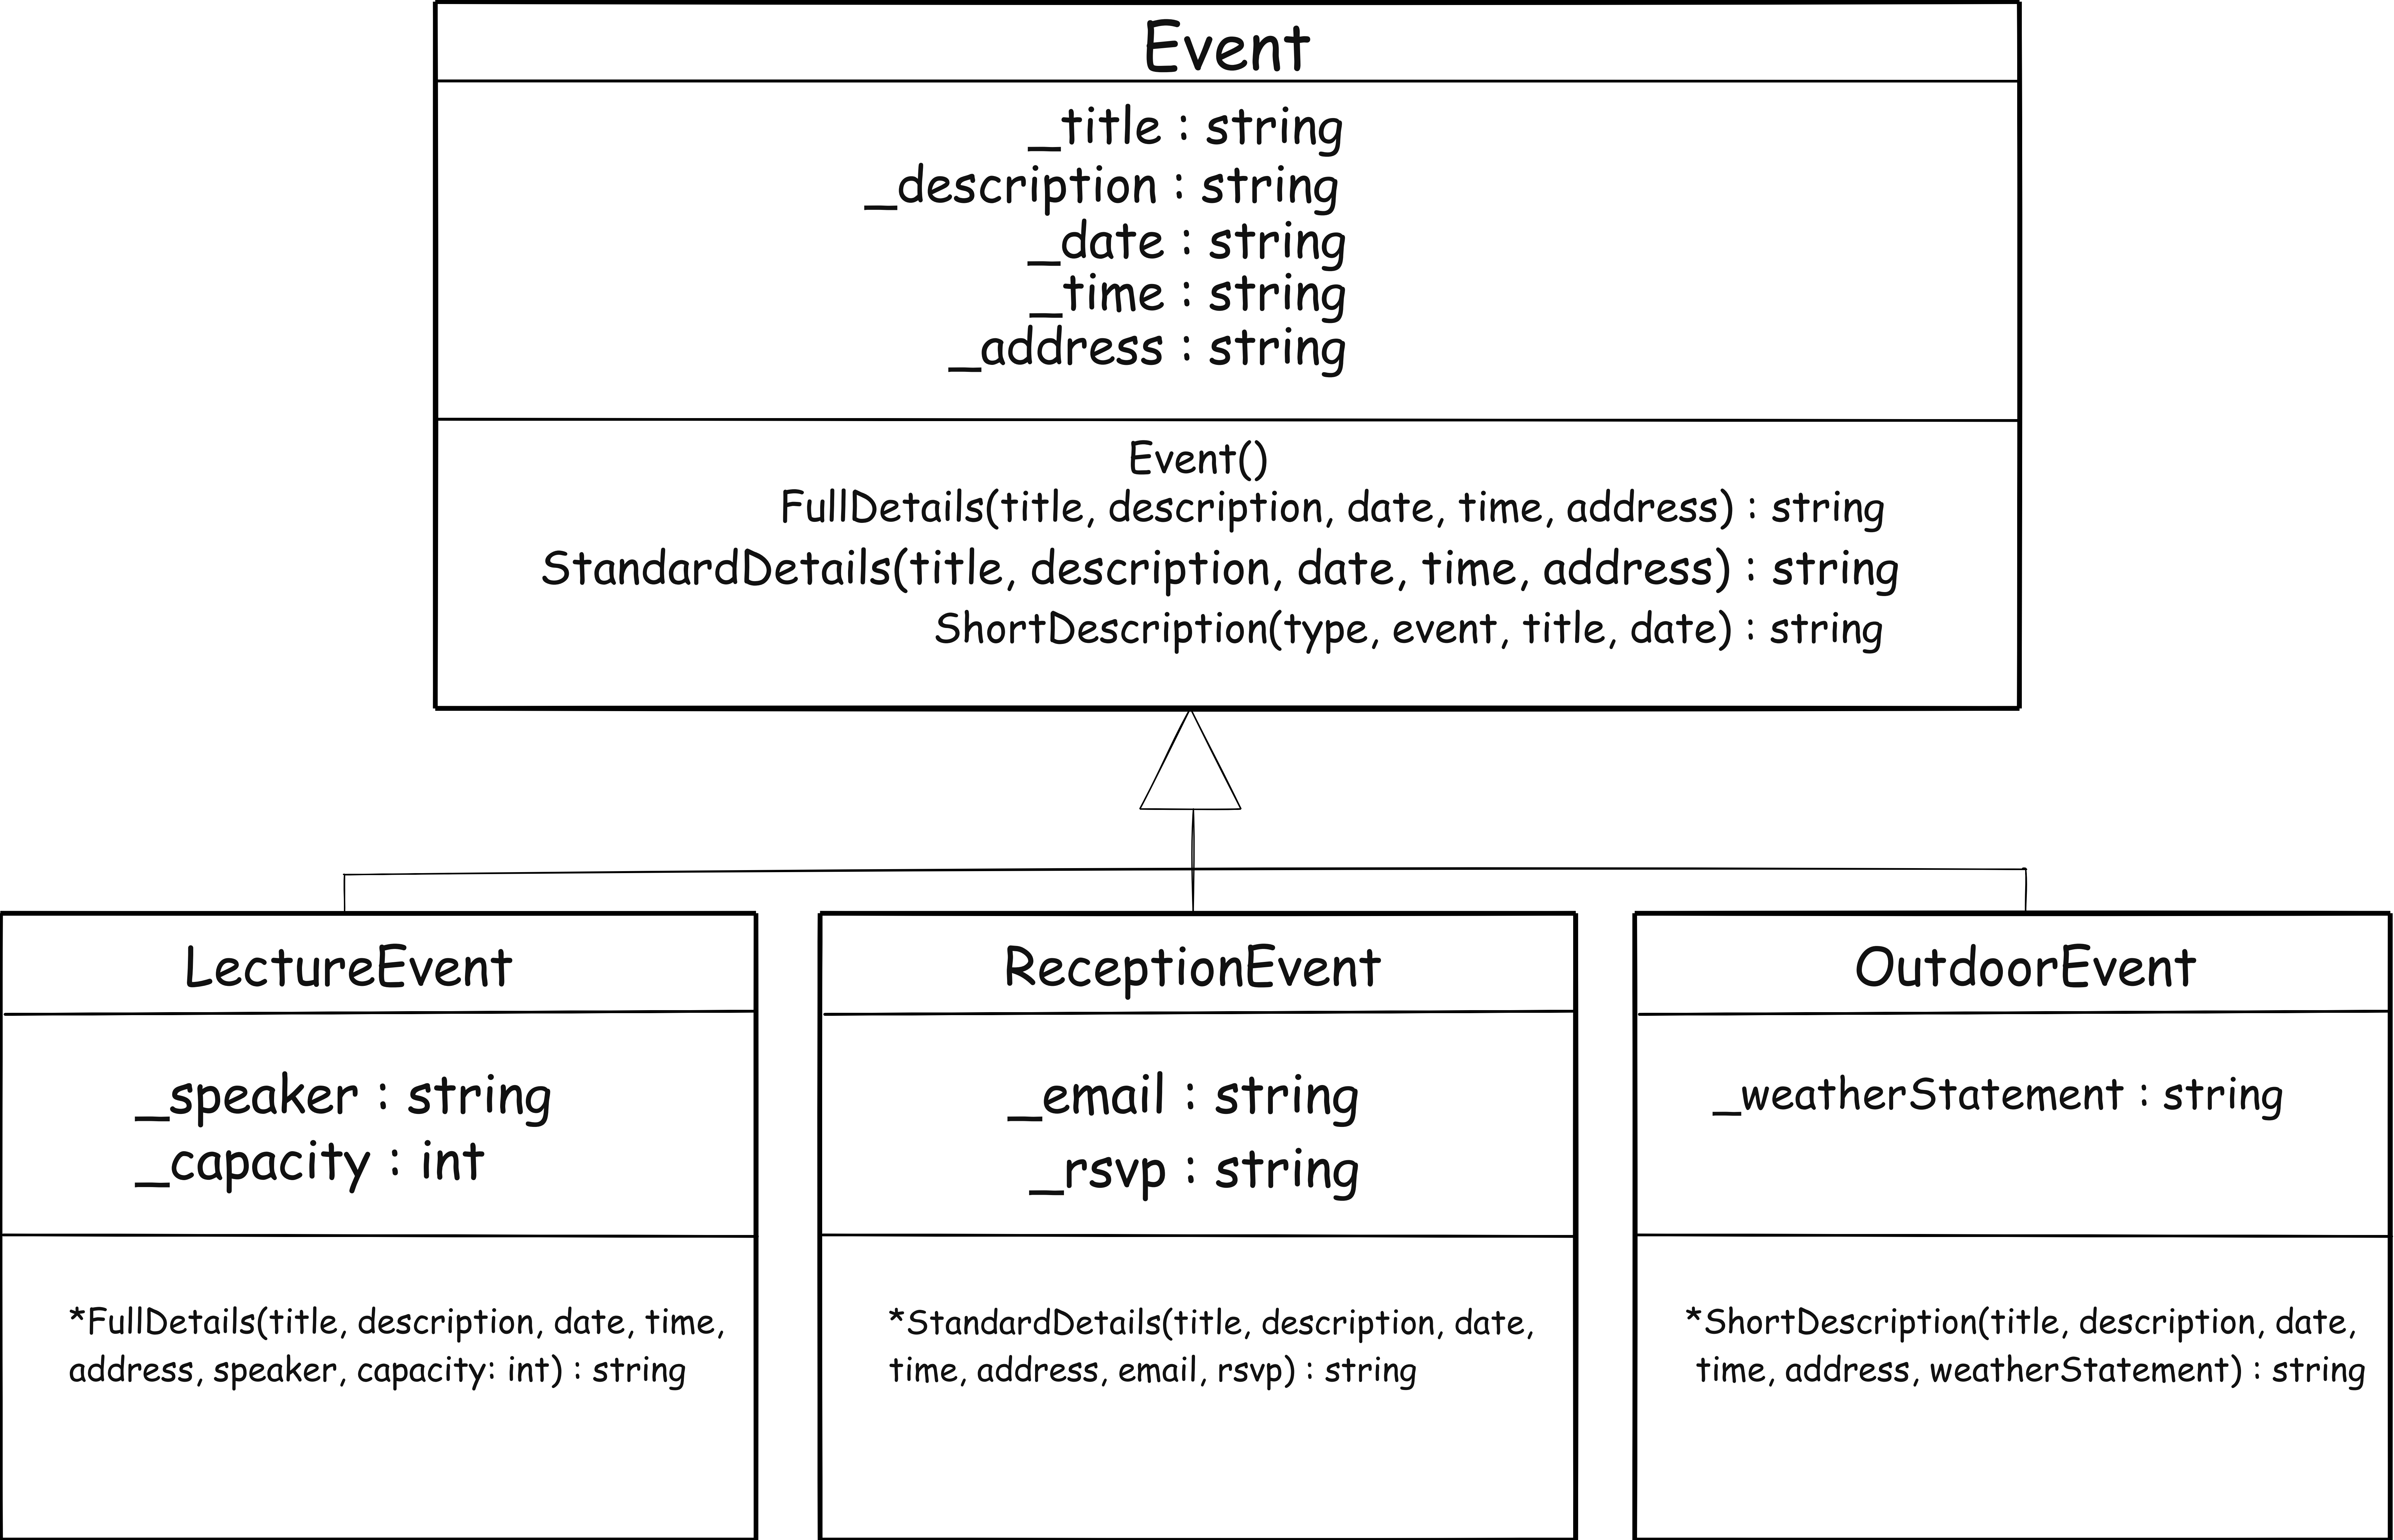 Event
_title : string
_description : string
_date : string
_time : string
_address : string
Event()
FullDetails(title, description, date, time, address) : string
StandardDetails(title, description, date, time, address) : string
ShortDescription(type, event, title, date) : string
LectureEvent
_speaker : string
_capacity : int
*FullDetails(title, description, date, time,
address, speaker, capacity: int) : string
ReceptionEvent
_email : string
_rsvp : string
*StandardDetails(title, description, date,
time, address, email, rsvp) : string
OutdoorEvent
_weatherStatement : string
*ShortDescription(title, description, date,
time, address, weatherStatement) : string